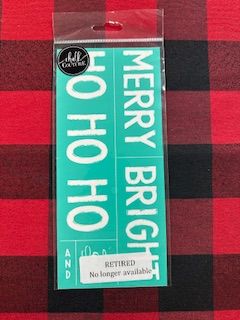 Chalk
COUTURE
MERRY BRIGHT
HO HO HO
AND
RETIRED
No longer available